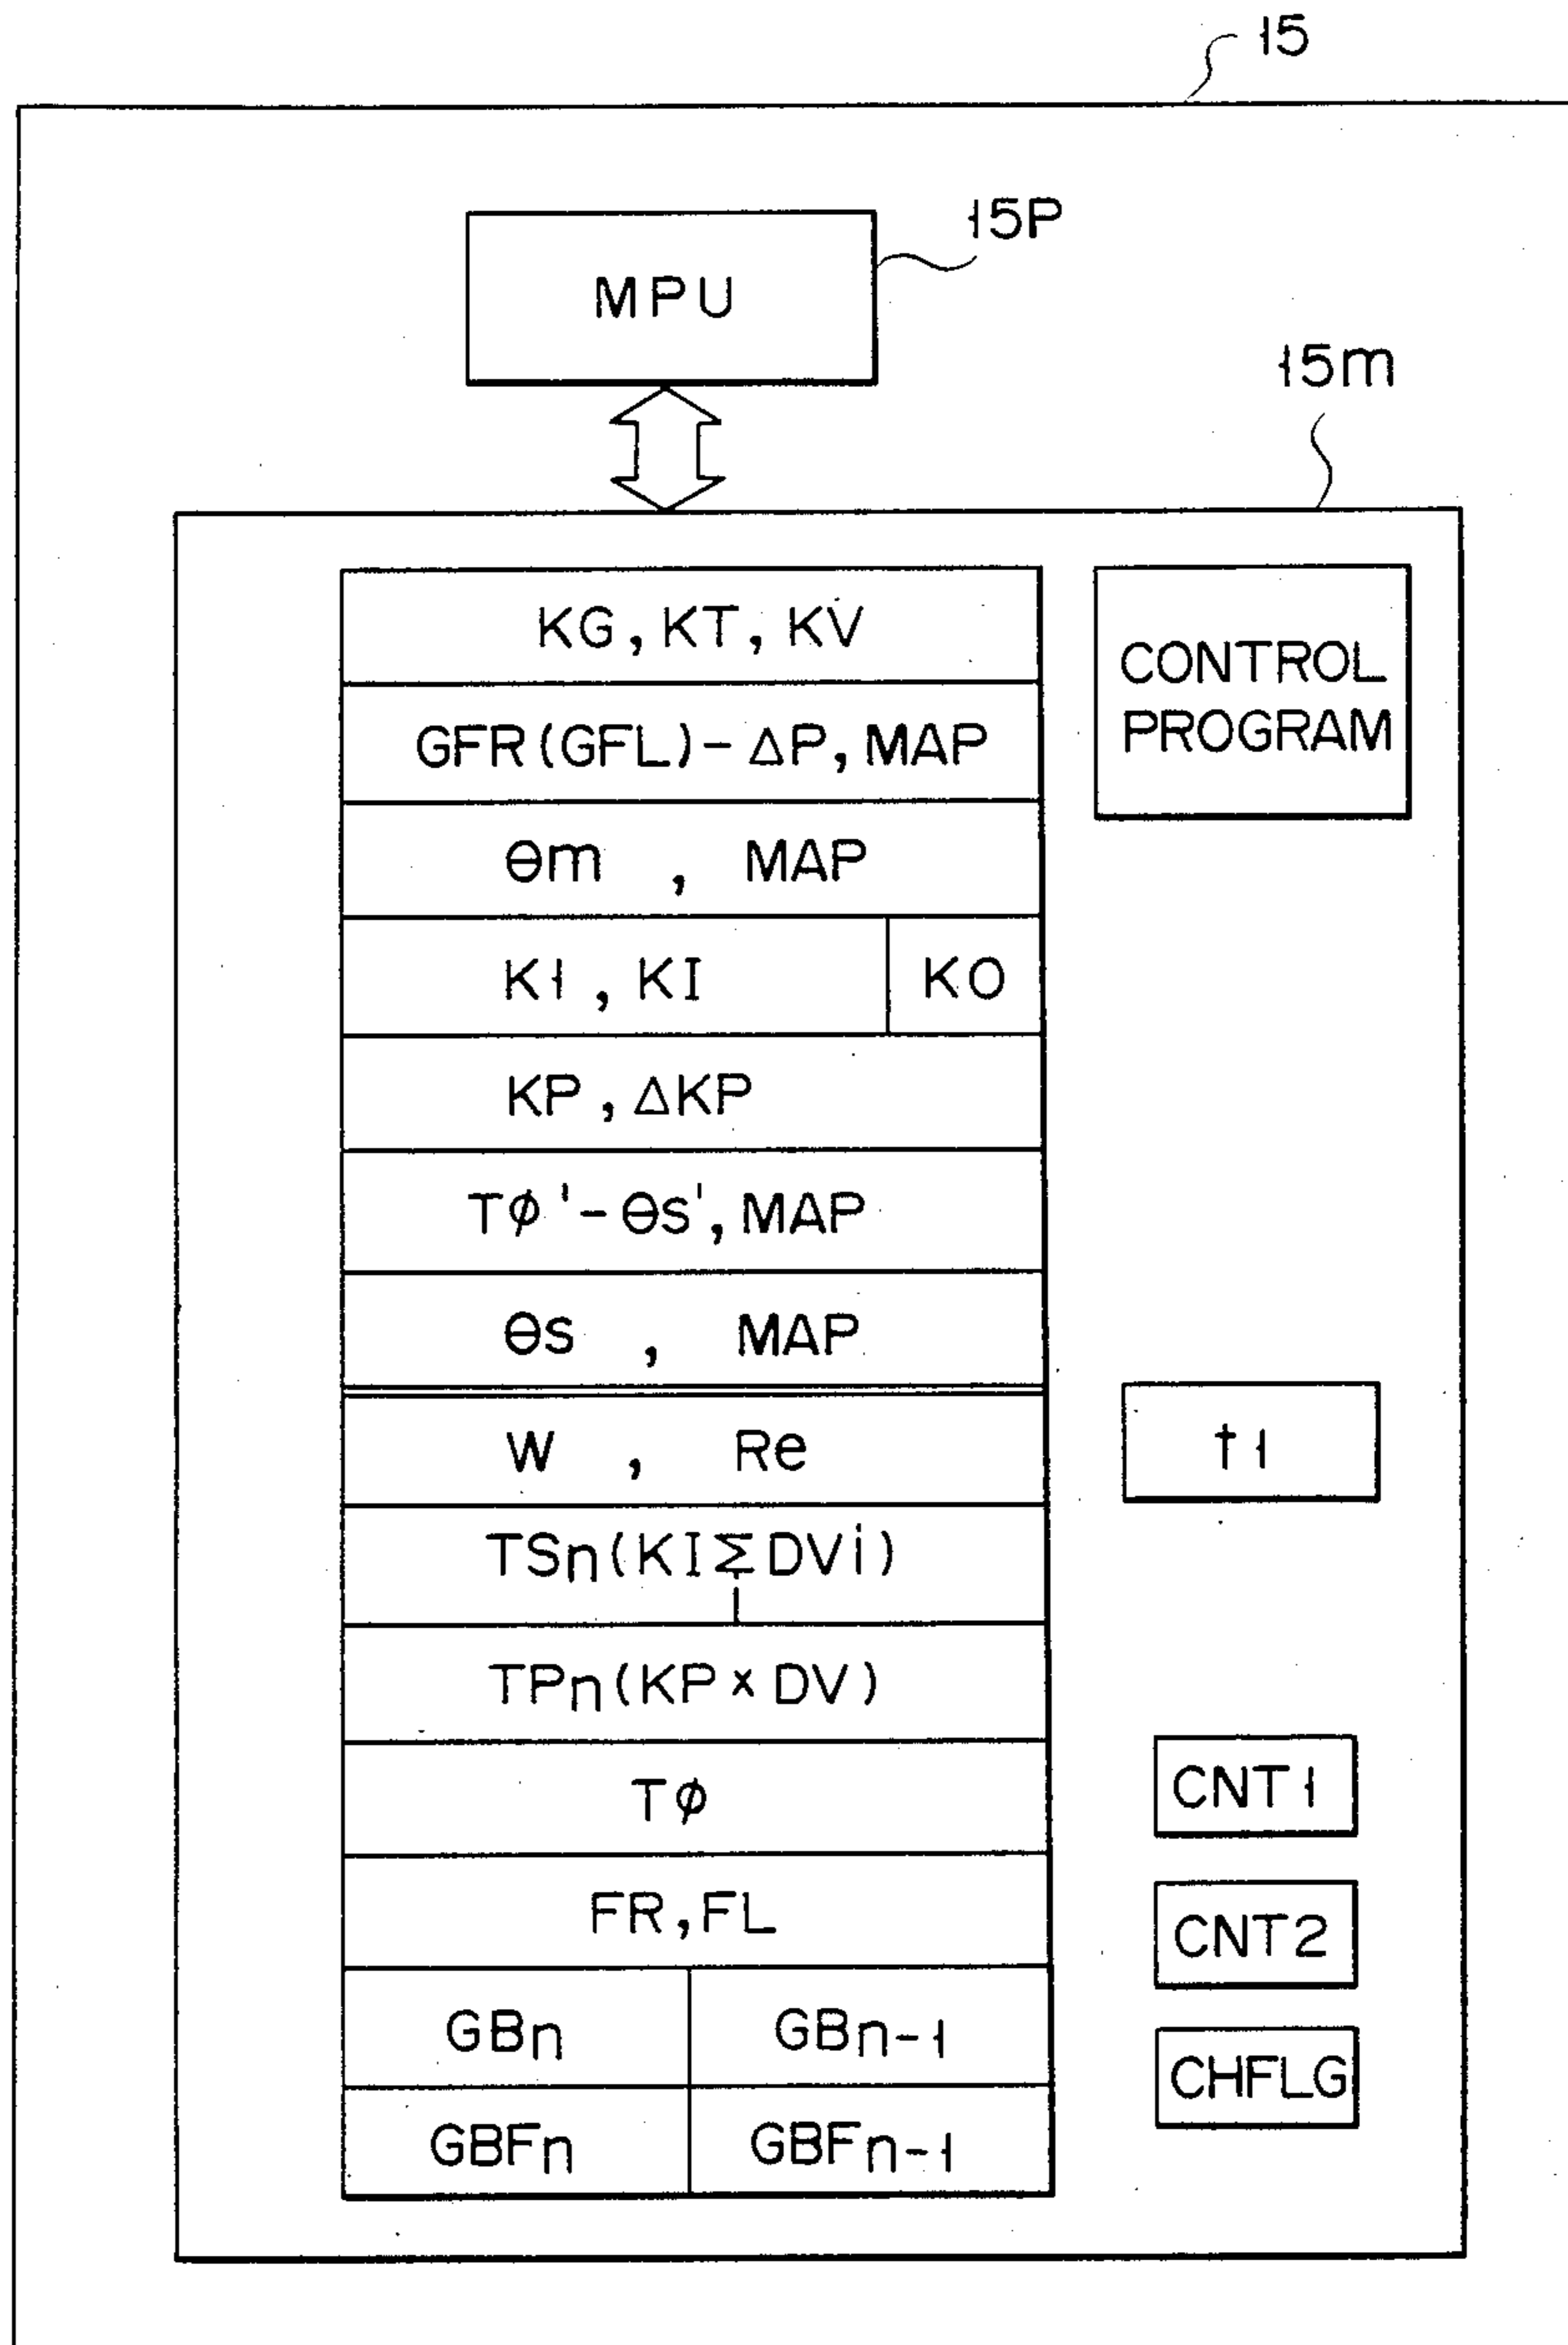 15
15P
MPU
15m
KG, KT, KV
CONTROL
PROGRAM
GFR(GFL)-ΔP, MAP
θm , MAP
K1, KI
KO
KP, ΔKP
Tφ'-θs', MAP
θs , MAP
W , Re
t1
TSn(KIΣDVi)
TPn(KP×DV)
Tφ
CNT1
FR, FL
CNT2
GBn
GBn-1
CHFLG
GBFn
GBFn-1